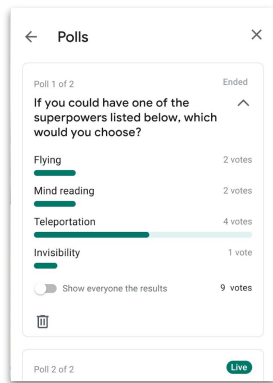 Polls
Poll 1 of 2 Ended
If you could have one of the
superpowers listed below, which
would you choose?
Flying 2 votes
Mind reading 2 votes
Teleportation 4 votes
Invisibility 1 vote
Show everyone the results 9 votes
Poll 2 of 2 Live